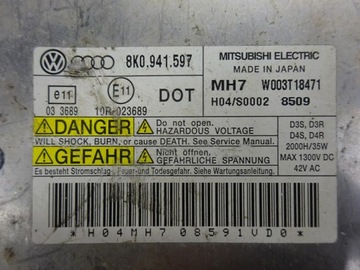 8K0.941.597
MITSUBISHI ELECTRIC
MADE IN JAPAN
e11
E11
DOT
MH7 W003T18471
H04/S0002 8509
03 3689
10R-023689
DANGER
Do not open.
HAZARDOUS VOLTAGE
WILL SHOCK, BURN, or cause DEATH. See Service Manual.
GEFAHR
Nicht öffnen.
GEFÄHRLICHE SPANNUNG
Es besteht Stromschlag-,Feuer-und Todesgefahr. Siehe Wartungsanleitung.
D3S, D3R
D4S, D4R
2000H/35W
MAX 1300V DC
42V AC
*H04MH708591VD0*